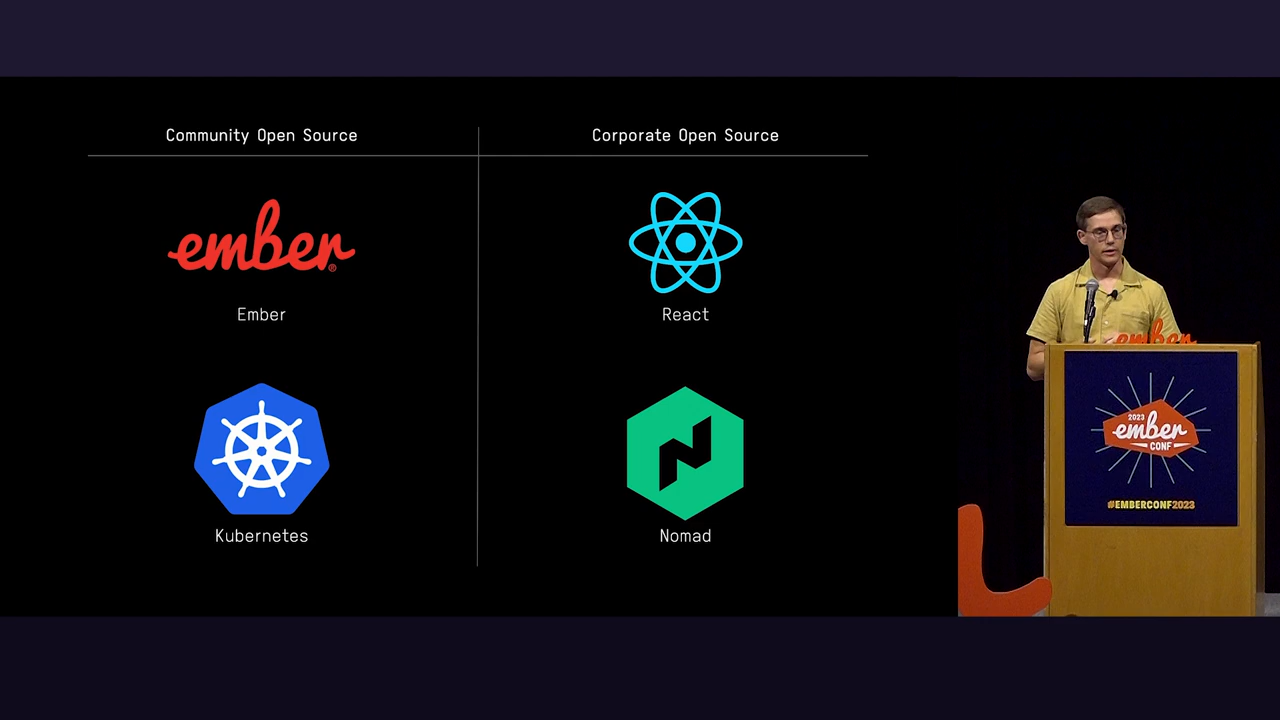 Community Open Source
Corporate Open Source
ember®
Ember
React
Kubernetes
Nomad
ember
2023
ember
CONF
#EMBERCONF2023